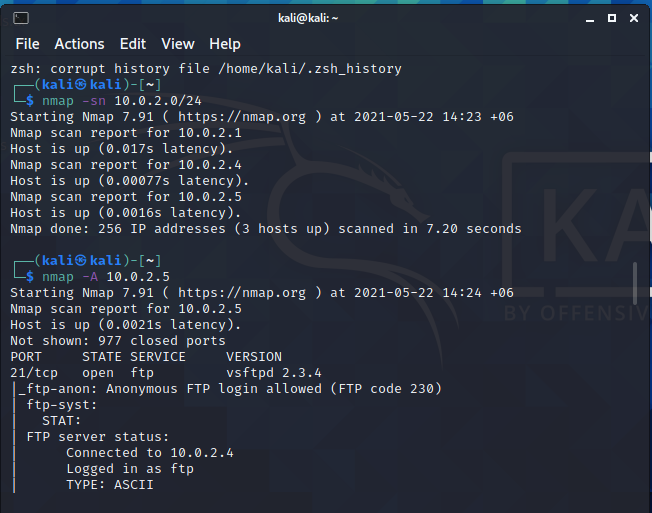 kali@kali: ~
File Actions Edit View Help
zsh: corrupt history file /home/kali/.zsh_history
┌──(kali㉿kali)-[~]
└─$ nmap -sn 10.0.2.0/24
Starting Nmap 7.91 ( https://nmap.org ) at 2021-05-22 14:23 +06
Nmap scan report for 10.0.2.1
Host is up (0.017s latency).
Nmap scan report for 10.0.2.4
Host is up (0.00077s latency).
Nmap scan report for 10.0.2.5
Host is up (0.0016s latency).
Nmap done: 256 IP addresses (3 hosts up) scanned in 7.20 seconds
┌──(kali㉿kali)-[~]
└─$ nmap -A 10.0.2.5
Starting Nmap 7.91 ( https://nmap.org ) at 2021-05-22 14:24 +06
Nmap scan report for 10.0.2.5
Host is up (0.0021s latency).
Not shown: 977 closed ports
PORT STATE SERVICE VERSION
21/tcp open ftp vsftpd 2.3.4
|_ftp-anon: Anonymous FTP login allowed (FTP code 230)
| ftp-syst:
| STAT:
| FTP server status:
| Connected to 10.0.2.4
| Logged in as ftp
| TYPE: ASCII
KA
BY OFFENSIV